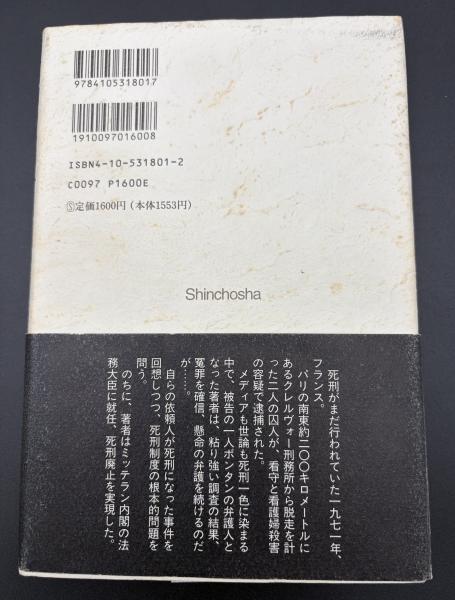 9784105318017
1910097016008
ISBN4-10-531801-2
C0097 P1600E
Ⓢ定価1600円(本体1553円)
Shinchosha
死刑がまだ行われていた一九七一年、
フランス。
パリの南東約二〇〇キロメートルに
あるクレルヴォー刑務所から脱走を計
った二人の囚人が、看守と看護婦殺害
の容疑で逮捕された。
メディアも世論も死刑一色に染まる
中で、被告の一人ボンタンの弁護人と
なった著者は、粘り強い調査の結果、
冤罪を確信、懸命の弁護を続けるのだ
が……。
自らの依頼人が死刑になった事件を
回想しつつ、死刑制度の根本的問題を
問う。
のちに、著者はミッテラン内閣の法
務大臣に就任、死刑廃止を実現した。